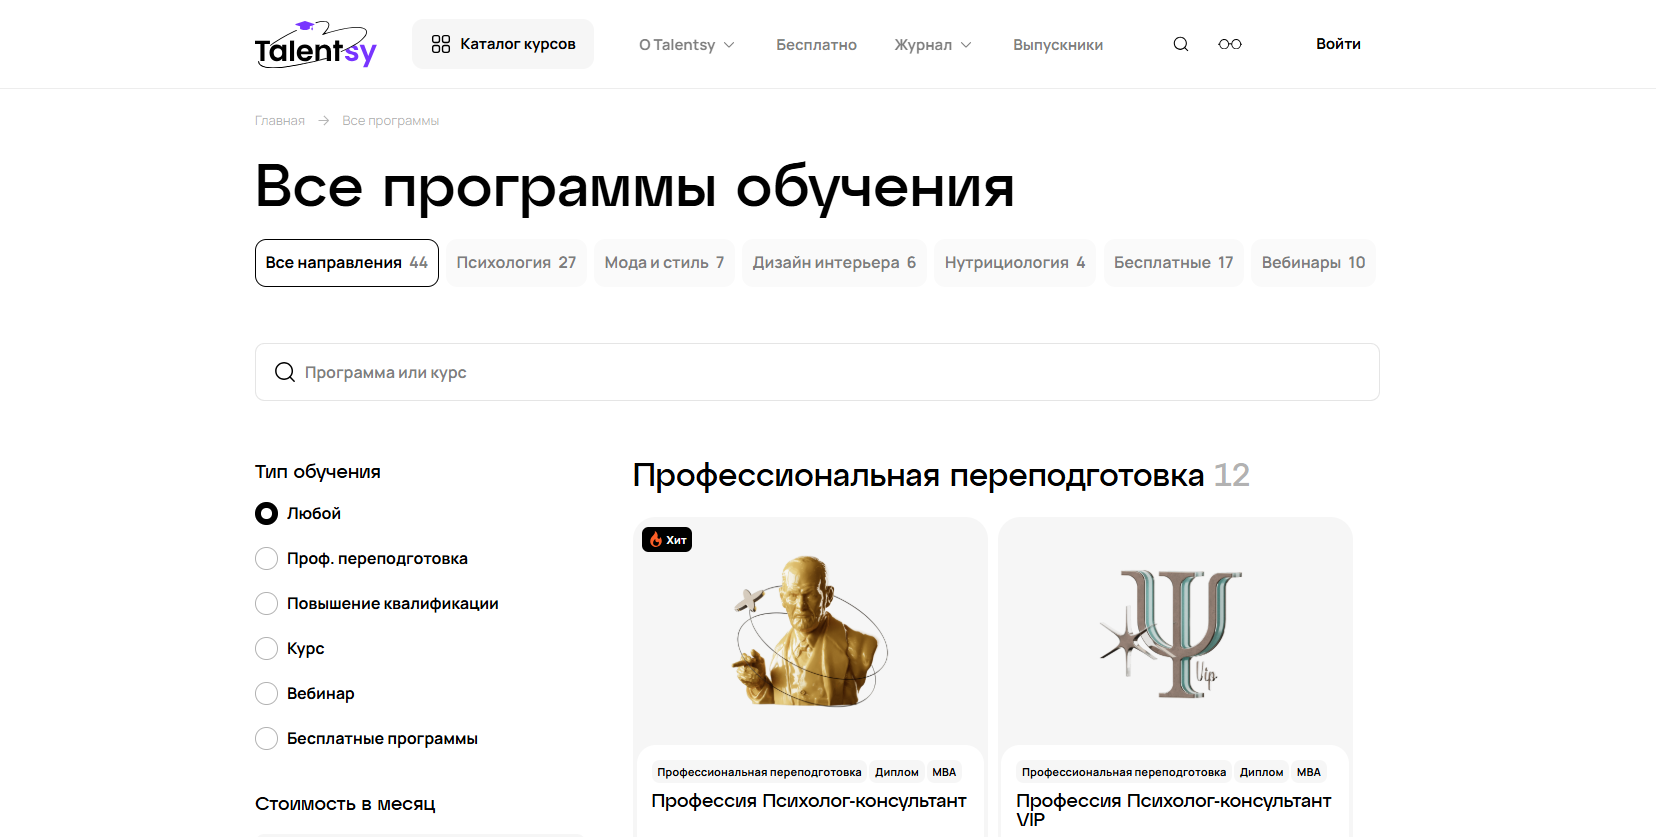 Talentsy
Каталог курсов
О Talentsy
Бесплатно
Журнал
Выпускники
Войти
Главная → Все программы
Все программы обучения
Все направления 44
Психология 27
Мода и стиль 7
Дизайн интерьера 6
Нутрициология 4
Бесплатные 17
Вебинары 10
Программа или курс
Тип обучения
Любой
Проф. переподготовка
Повышение квалификации
Курс
Вебинар
Бесплатные программы
Стоимость в месяц
Профессиональная переподготовка 12
Хит
Профессиональная переподготовка Диплом MBA
Профессия Психолог-консультант
Vip
Профессиональная переподготовка Диплом MBA
Профессия Психолог-консультант
VIP